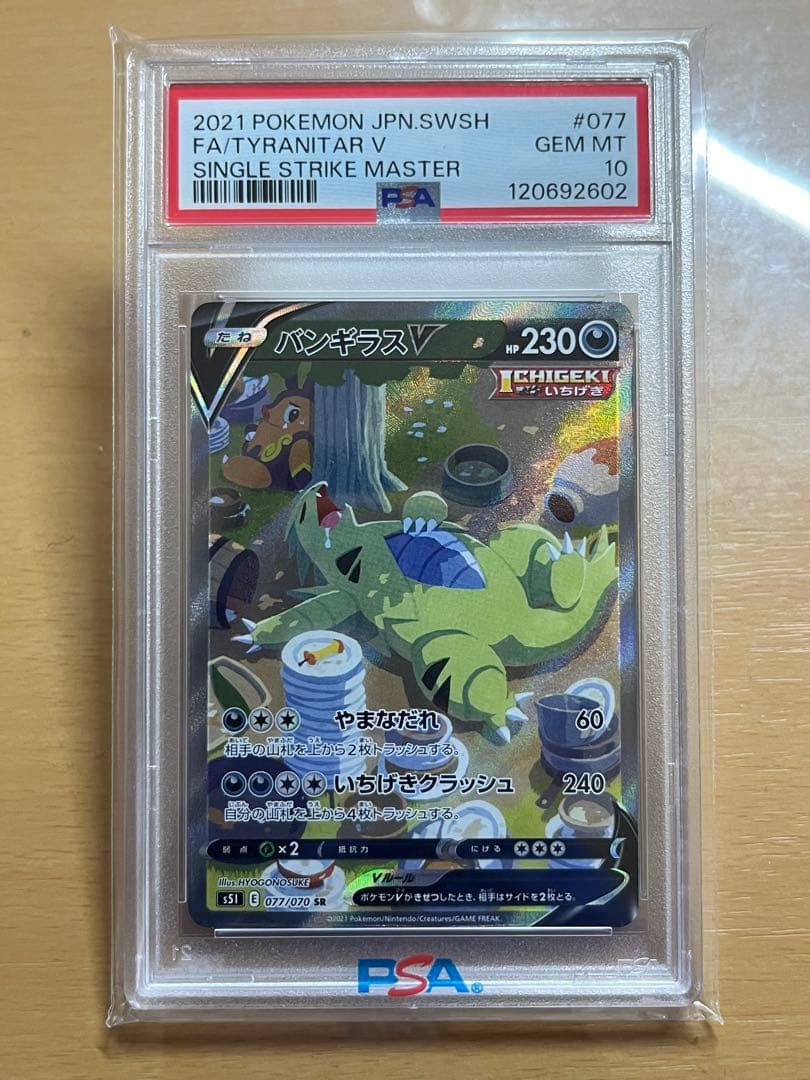 2021 POKEMON JPN.SWSH #077
FA/TYRANITAR V GEM MT
SINGLE STRIKE MASTER 10
PSA 120692602
たね バンギラスV HP 230
ICHIGEKI
いちげき
やまなだれ 60
相手の山札を上から2枚トラッシュする。
いちげきクラッシュ 240
自分の山札を上から4枚トラッシュする。
弱点 ×2 抵抗力 にげる
Illus.HYOGONOSUKE
Vルール
s5I E 077/070 SR
ポケモンVがきぜつしたとき、相手はサイドを2枚とる。
©2021 Pokémon/Nintendo/Creatures/GAME FREAK.
PSA®